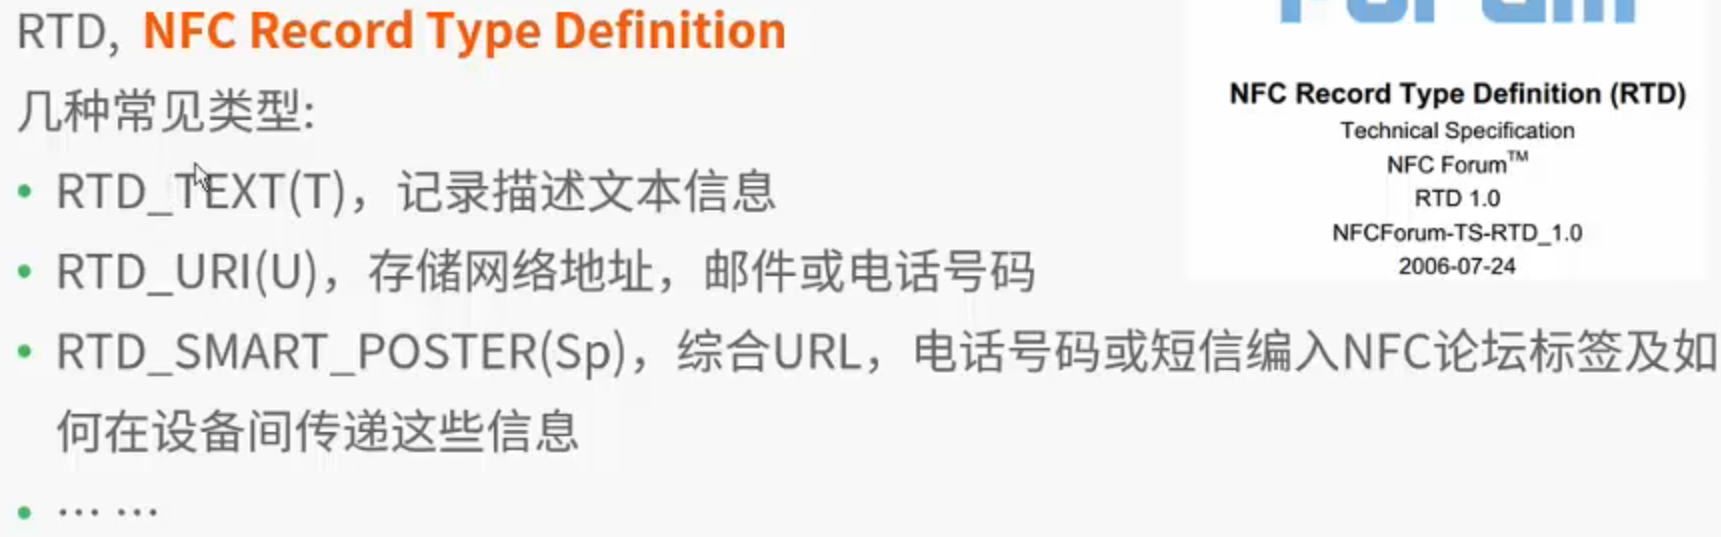 RTD, NFC Record Type Definition
几种常见类型:
• RTD_TEXT(T)，记录描述文本信息
• RTD_URI(U)，存储网络地址，邮件或电话号码
• RTD_SMART_POSTER(Sp)，综合URL，电话号码或短信编入NFC论坛标签及如
何在设备间传递这些信息
• … …
NFC Record Type Definition (RTD)
Technical Specification
NFC Forum™
RTD 1.0
NFCForum-TS-RTD_1.0
2006-07-24